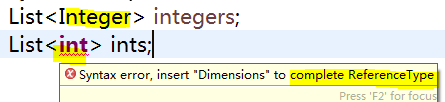 List<Integer> integers;
List<int> ints;
Syntax error, insert "Dimensions" to complete ReferenceType
Press 'F2' for focus